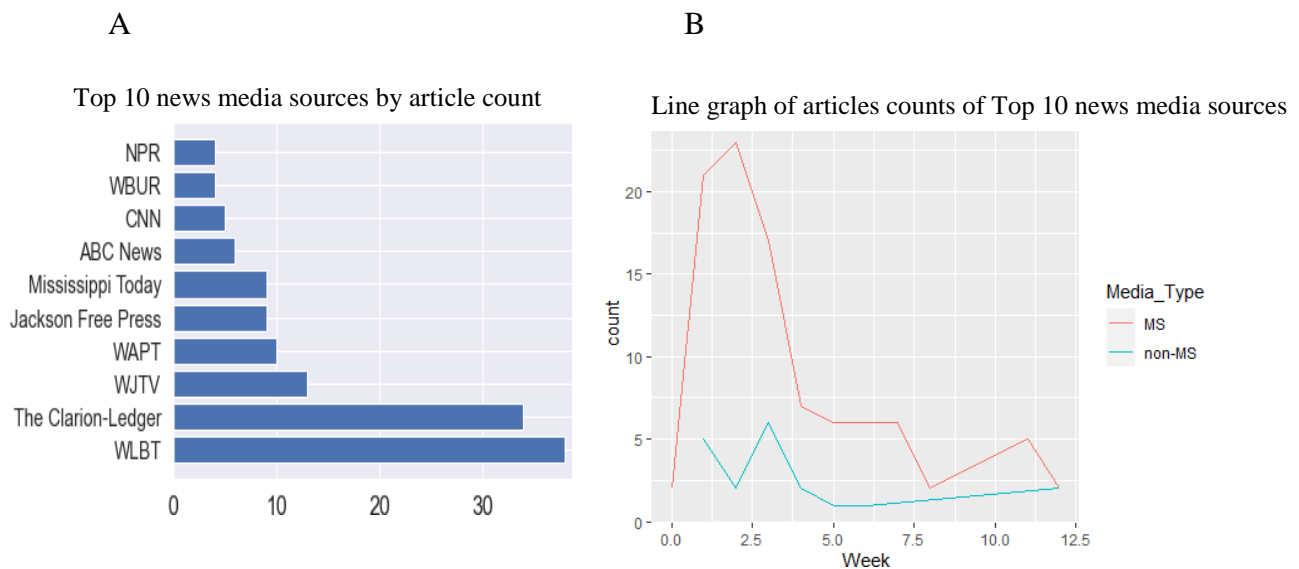 A
B
Top 10 news media sources by article count
Line graph of articles counts of Top 10 news media sources
NPR
WBUR
CNN
ABC News
Mississippi Today
Jackson Free Press
WAPT
WJTV
The Clarion-Ledger
WLBT
0 10 20 30
count
20
15
10
5
0
0.0 2.5 5.0 7.5 10.0 12.5
Week
Media_Type
MS
non-MS